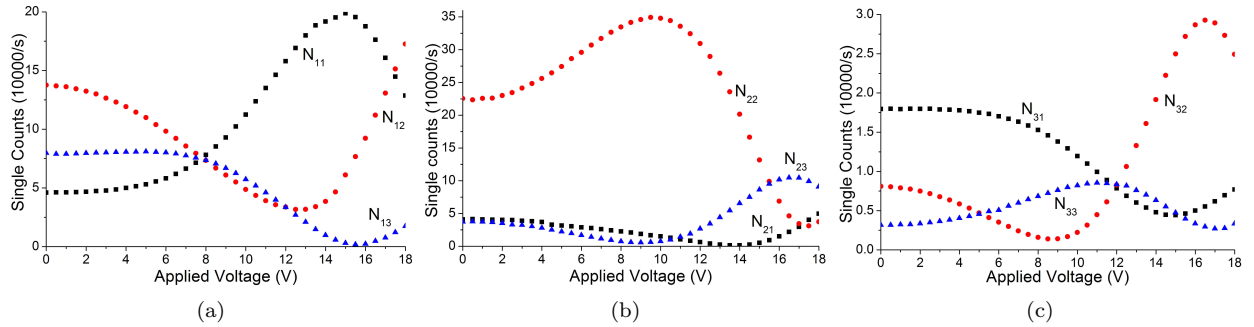 20
15
10
5
0
Single Counts (10000/s)
N11
N12
N13
0 2 4 6 8 10 12 14 16 18
Applied Voltage (V)
(a)
35
30
25
20
15
10
5
0
Single counts (10000/s)
N22
N23
N21
0 2 4 6 8 10 12 14 16 18
Applied Voltage (V)
(b)
3.0
2.5
2.0
1.5
1.0
0.5
0.0
Single Counts (10000/s)
N31
N32
N33
0 2 4 6 8 10 12 14 16 18
Applied Voltage (V)
(c)